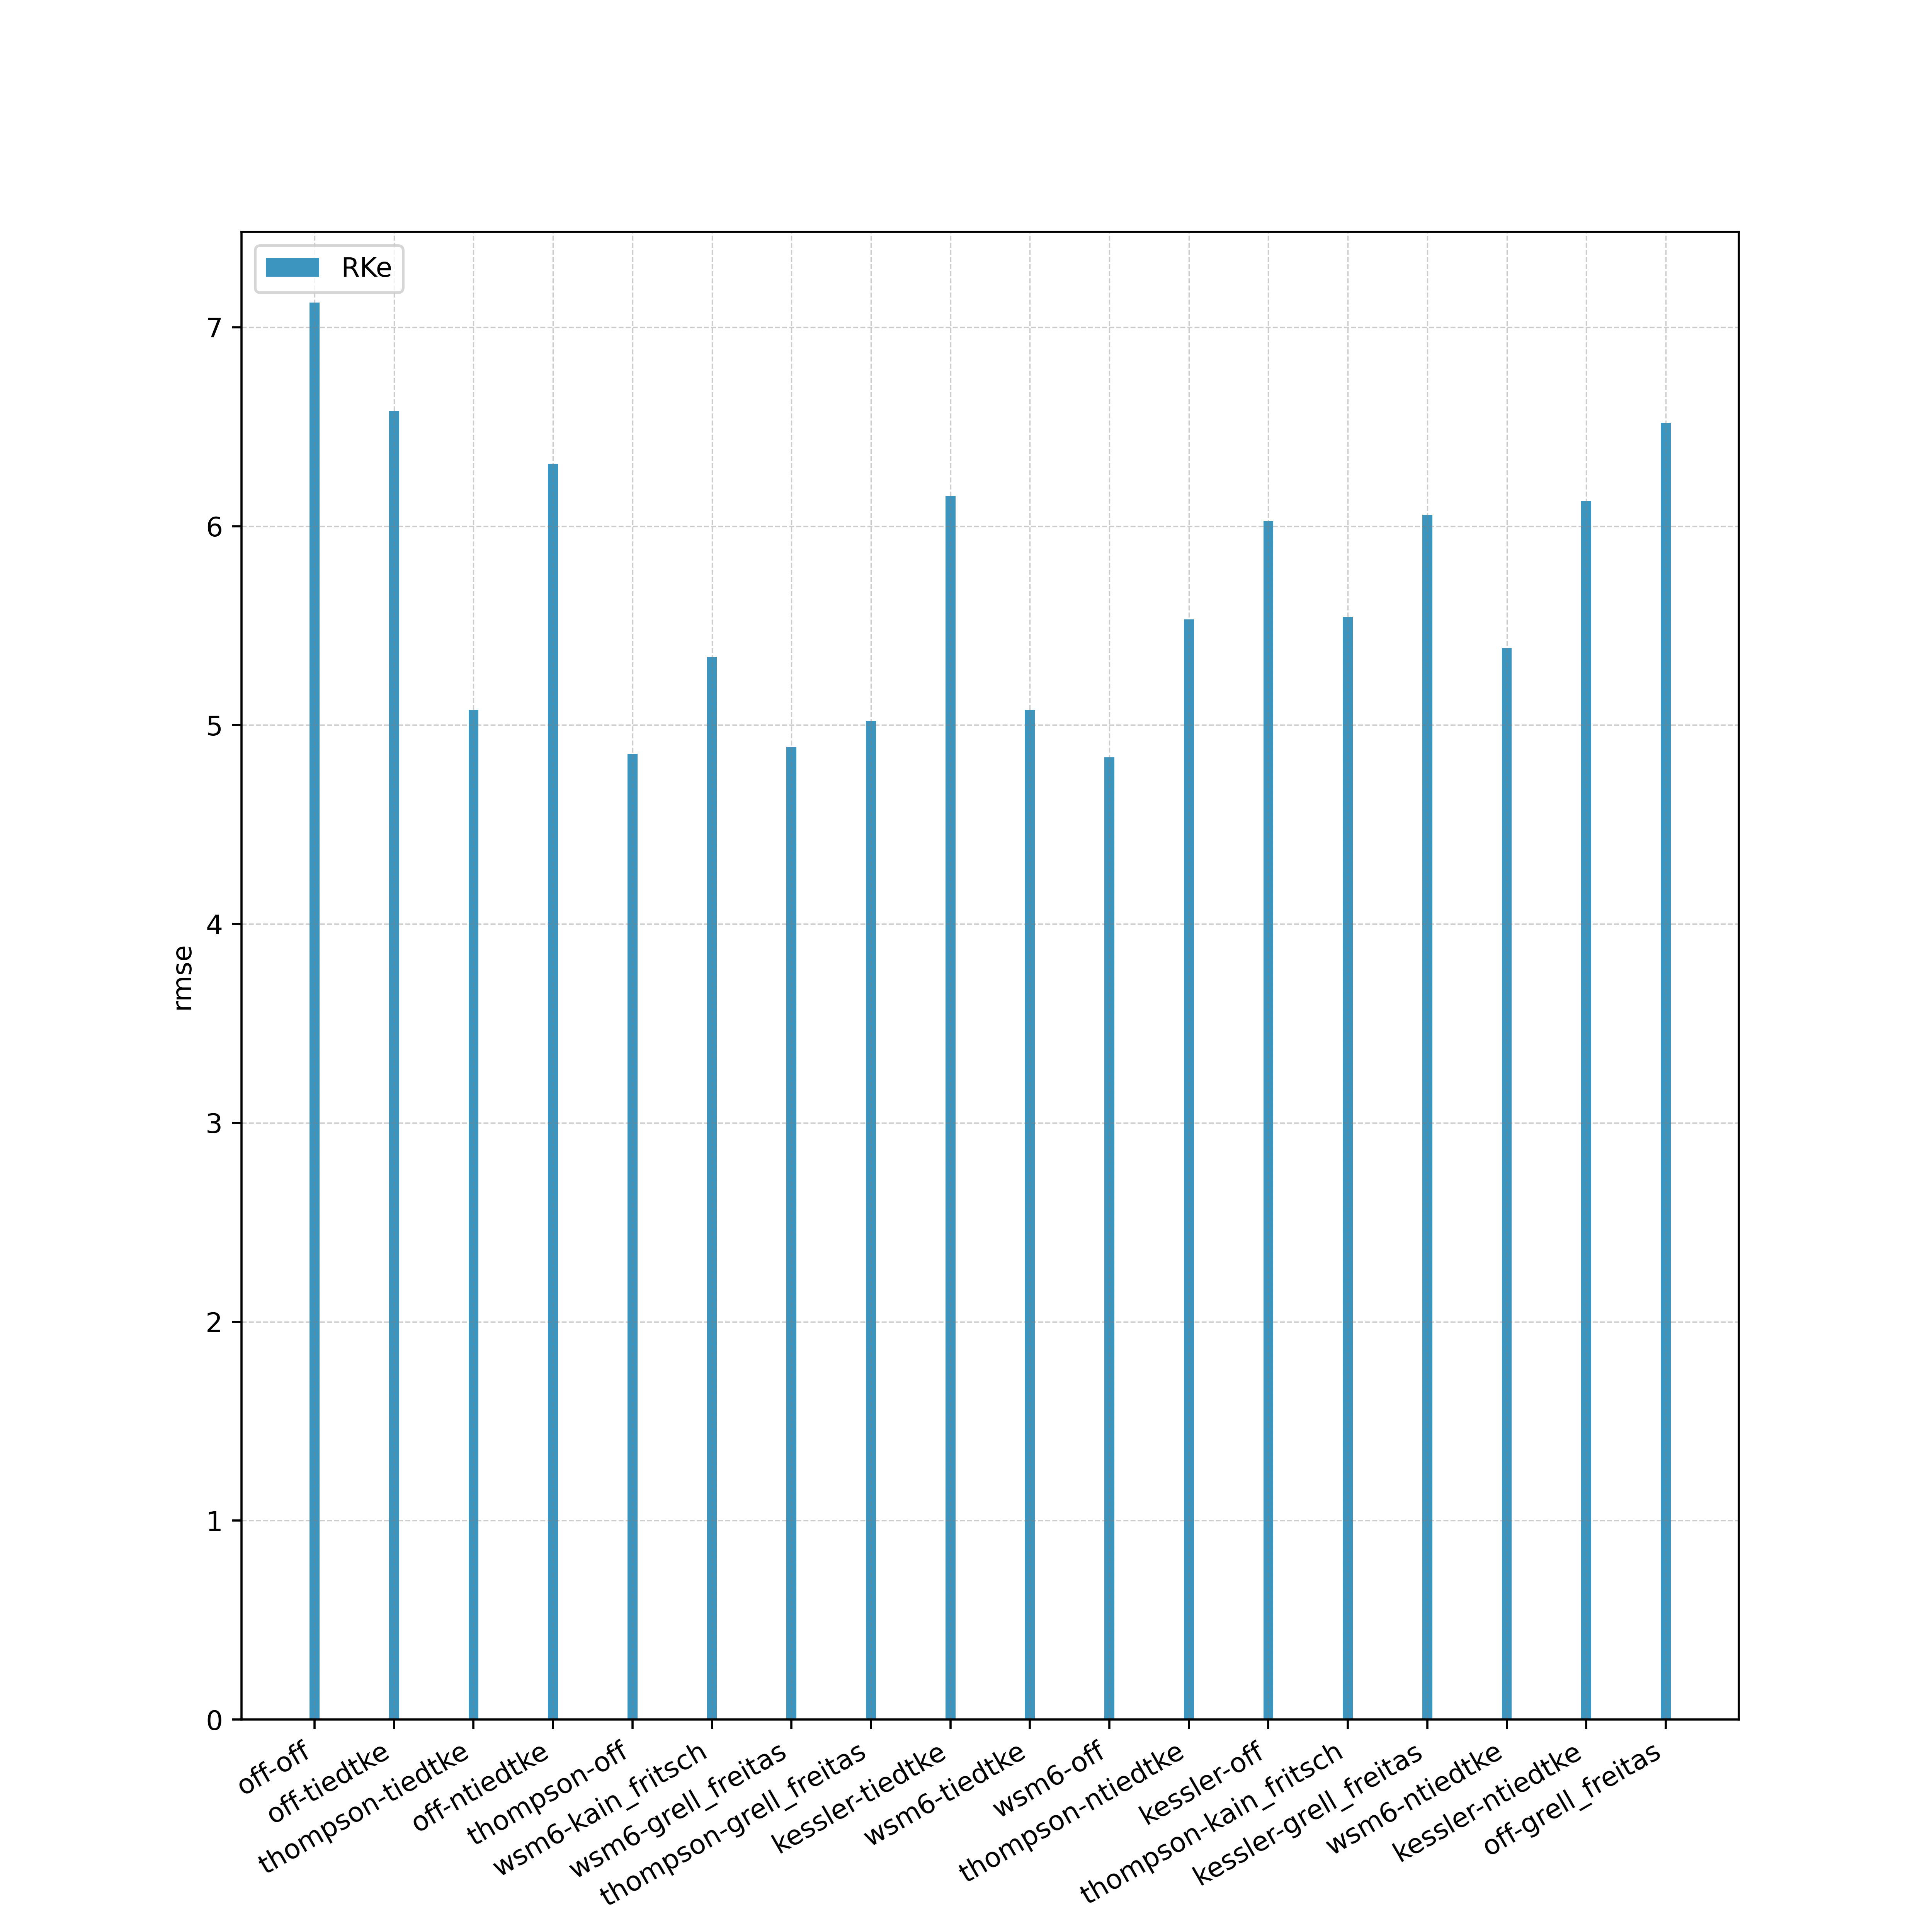 RKe
7
6
5
4
3
2
1
0
rmse
off-off
off-tiedtke
thompson-tiedtke
off-ntiedtke
thompson-off
wsm6-kain_fritsch
wsm6-grell_freitas
thompson-grell_freitas
kessler-tiedtke
wsm6-tiedtke
wsm6-off
thompson-ntiedtke
kessler-off
thompson-kain_fritsch
kessler-grell_freitas
wsm6-ntiedtke
kessler-ntiedtke
off-grell_freitas